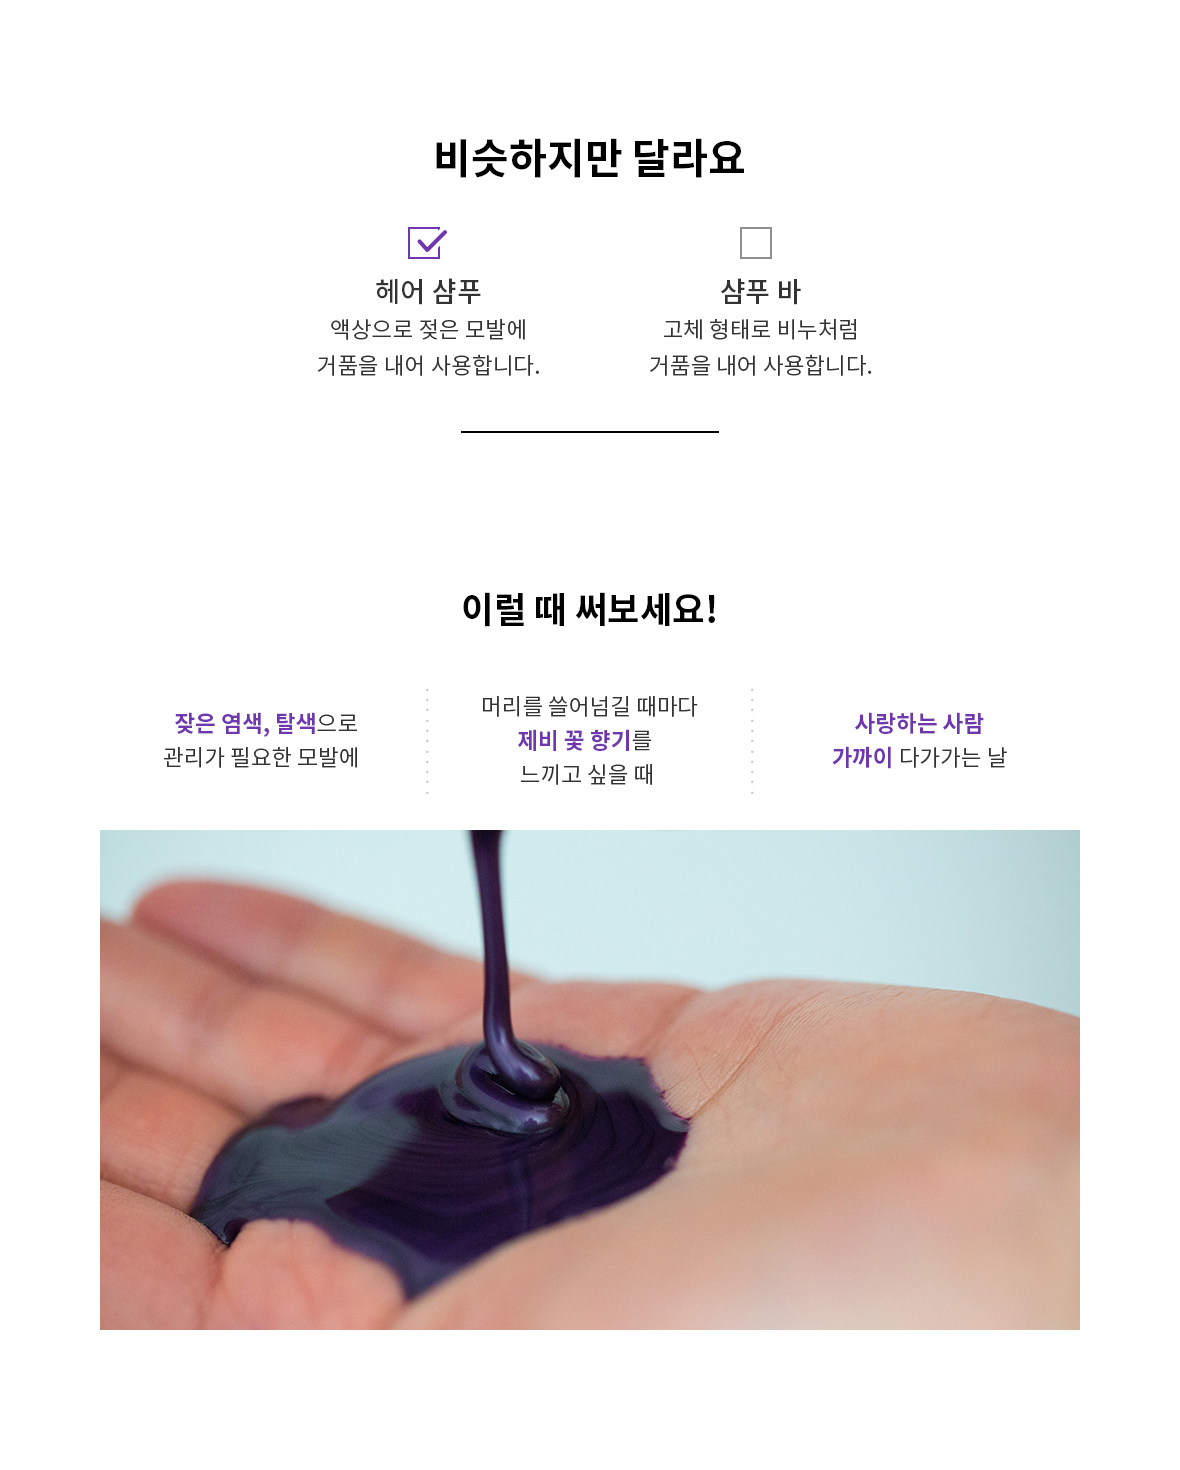 비슷하지만 달라요
헤어 샴푸
액상으로 젖은 모발에
거품을 내어 사용합니다.
샴푸 바
고체 형태로 비누처럼
거품을 내어 사용합니다.
이럴 때 써보세요!
잦은 염색, 탈색으로
관리가 필요한 모발에
머리를 쓸어넘길 때마다
제비 꽃 향기를
느끼고 싶을 때
사랑하는 사람
가까이 다가가는 날